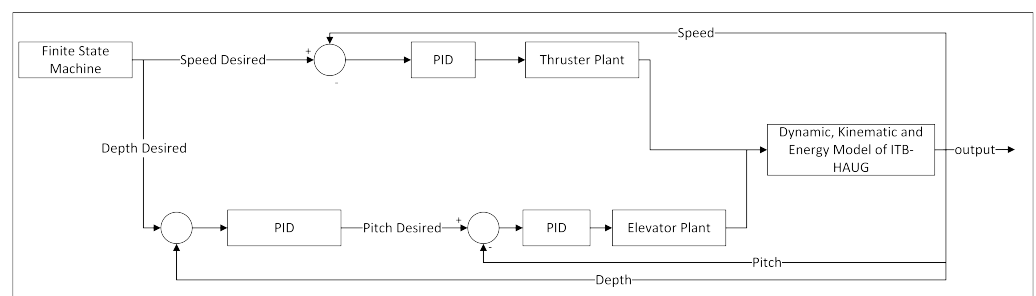 Speed
Finite State
Machine
Speed Desired
+
-
PID
Thruster Plant
Dynamic, Kinematic and
Energy Model of ITB-
HAUG
output
Depth Desired
PID
Pitch Desired
+
-
PID
Elevator Plant
Pitch
Depth